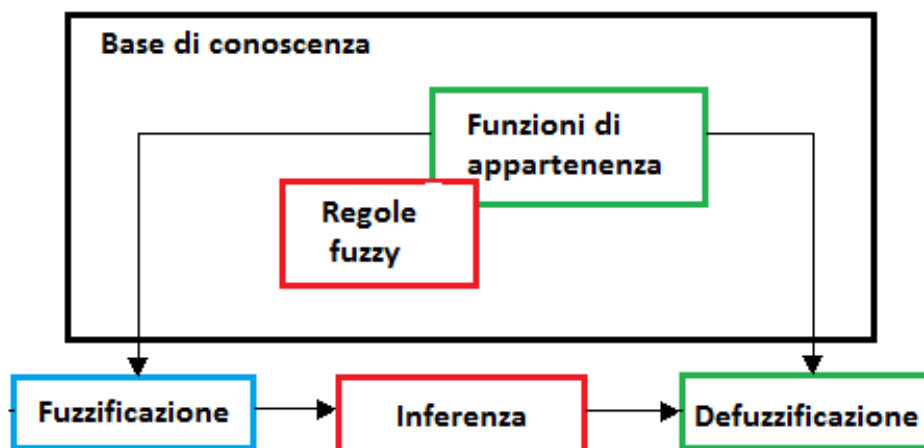 Base di conoscenza
Funzioni di
appartenenza
Regole
fuzzy
Fuzzificazione
Inferenza
Defuzzificazione